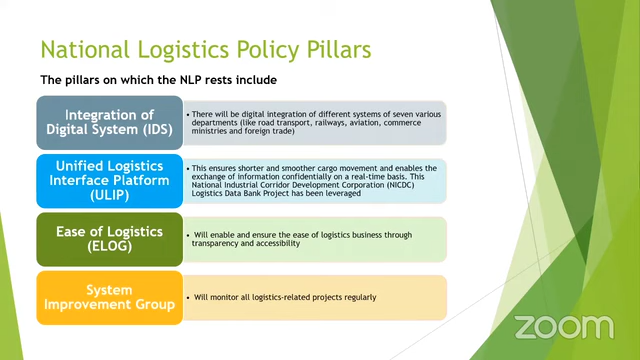 National Logistics Policy Pillars
The pillars on which the NLP rests include
Integration of
Digital System (IDS)
• There will be digital integration of different systems of seven various
departments (like road transport, railways, aviation, commerce
ministries and foreign trade)
Unified Logistics
Interface Platform
(ULIP)
• This ensures shorter and smoother cargo movement and enables the
exchange of information confidentially on a real-time basis. This
National Industrial Corridor Development Corporation (NICDC)
Logistics Data Bank Project has been leveraged
Ease of Logistics
(ELOG)
• Will enable and ensure the ease of logistics business through
transparency and accessibility
System
Improvement Group
• Will monitor all logistics-related projects regularly
zoom